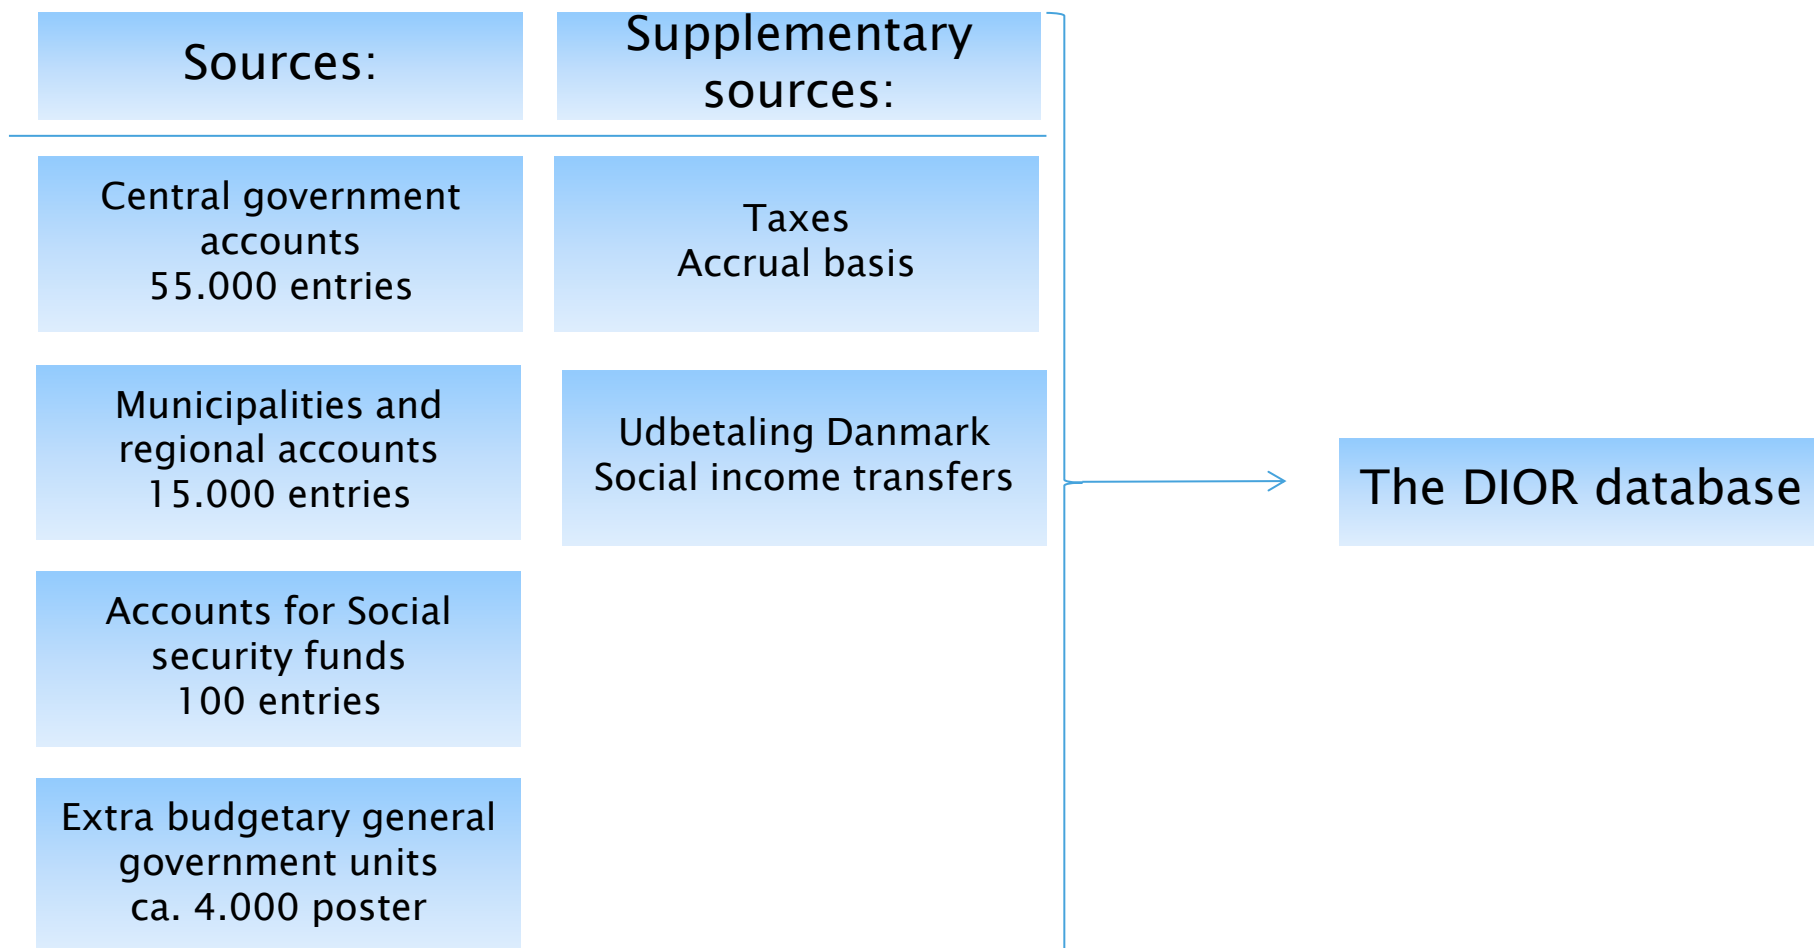 Sources:
Supplementary
sources:
Central government
accounts
55.000 entries
Taxes
Accrual basis
Municipalities and
regional accounts
15.000 entries
Udbetaling Danmark
Social income transfers
The DIOR database
Accounts for Social
security funds
100 entries
Extra budgetary general
government units
ca. 4.000 poster